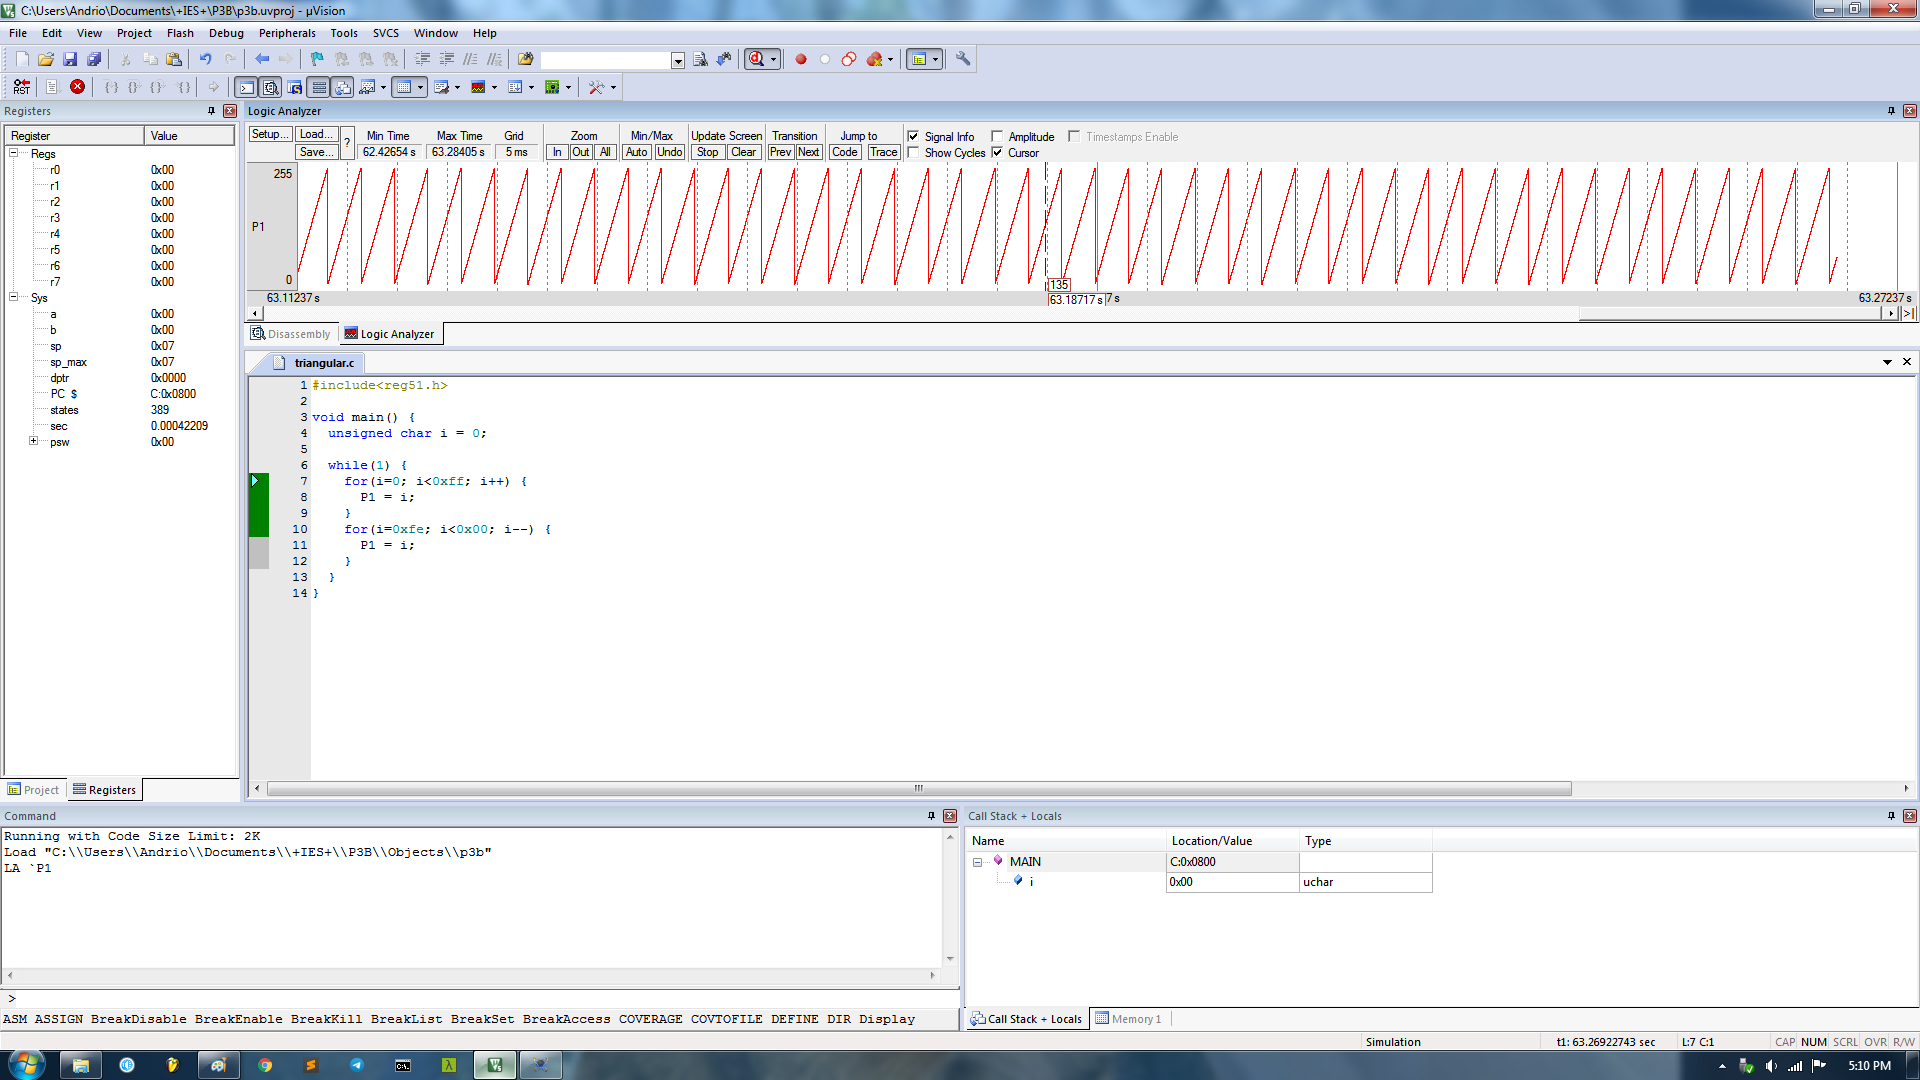 C:\Users\Andrio\Documents\+IES+\P3B\p3b.uvproj - µVision
File Edit View Project Flash Debug Peripherals Tools SVCS Window Help
RST
Registers
Register Value
Regs
r0 0x00
r1 0x00
r2 0x00
r3 0x00
r4 0x00
r5 0x00
r6 0x00
r7 0x00
Sys
a 0x00
b 0x00
sp 0x07
sp_max 0x07
dptr 0x0000
PC $ C:0x0800
states 389
sec 0.00042209
psw 0x00
Project Registers
Logic Analyzer
Setup... Load... ? Min Time Max Time Grid Zoom Min/Max Update Screen Transition Jump to Signal Info Amplitude Timestamps Enable
Save... 62.42654 s 63.28405 s 5 ms In Out All Auto Undo Stop Clear Prev Next Code Trace Show Cycles Cursor
255
P1
0
135
63.11237 s 63.18717 s 7 s 63.27237 s
Disassembly Logic Analyzer
triangular.c
1 #include<reg51.h>
2
3 void main() {
4 unsigned char i = 0;
5
6 while(1) {
7 for(i=0; i<0xff; i++) {
8 P1 = i;
9 }
10 for(i=0xfe; i<0x00; i--) {
11 P1 = i;
12 }
13 }
14 }
Command
Running with Code Size Limit: 2K
Load "C:\\Users\\Andrio\\Documents\\+IES+\\P3B\\Objects\\p3b"
LA `P1
>
ASM ASSIGN BreakDisable BreakEnable BreakKill BreakList BreakSet BreakAccess COVERAGE COVTOFILE DEFINE DIR Display
Call Stack + Locals
Name Location/Value Type
MAIN C:0x0800
i 0x00 uchar
Call Stack + Locals Memory 1
Simulation t1: 63.26922743 sec L:7 C:1 CAP NUM SCRL OVR R/W
5:10 PM